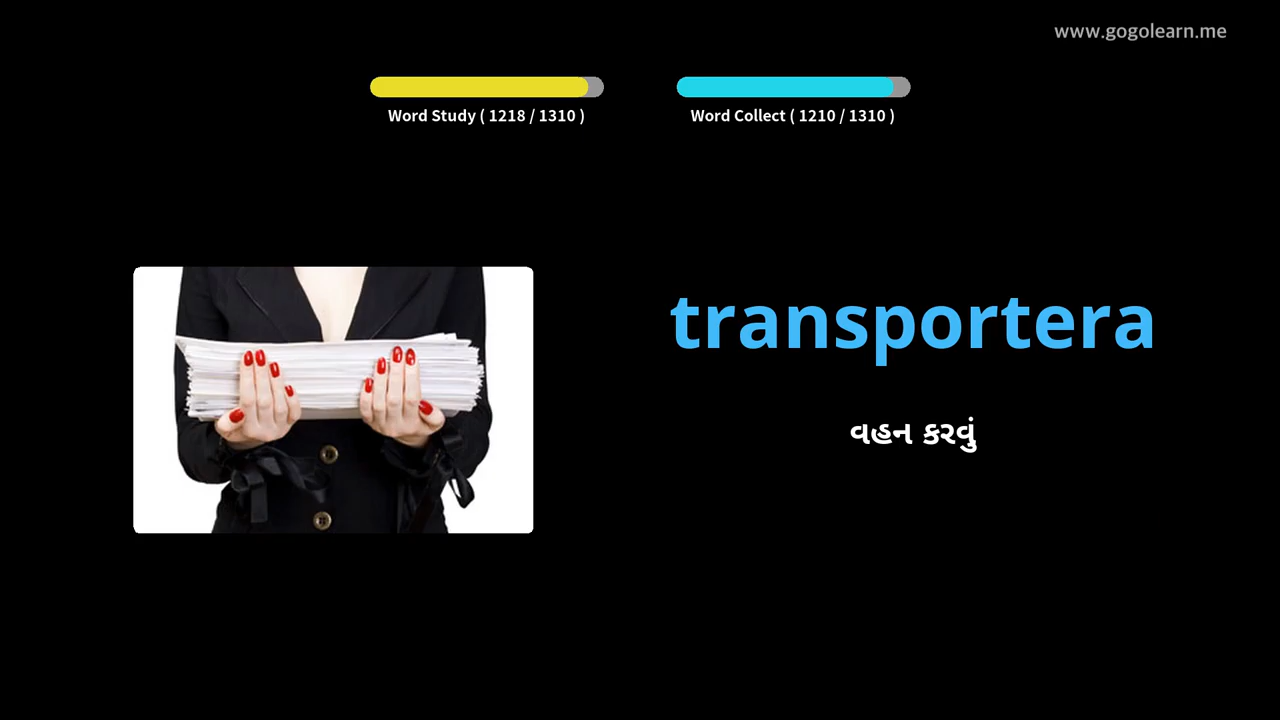 www.gogolearn.me
Word Study ( 1218 / 1310 )
Word Collect ( 1210 / 1310 )
transportera
વહન કરવું